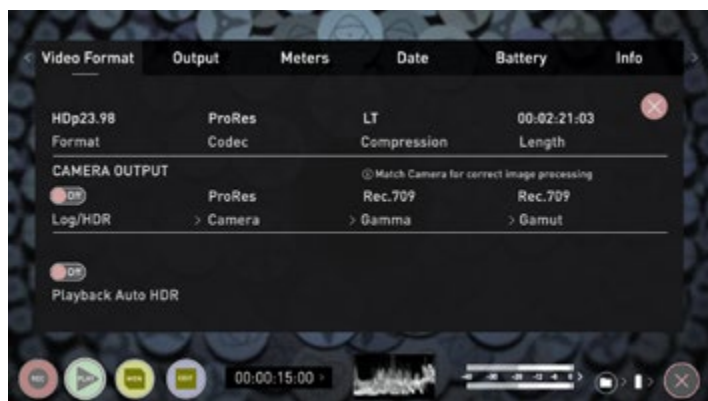 Video Format Output Meters Date Battery Info
HDp23.98 ProRes LT 00:02:21:03
Format Codec Compression Length
CAMERA OUTPUT Match Camera for correct image processing
Off ProRes Rec.709 Rec.709
Log/HDR > Camera > Gamma > Gamut
Off
Playback Auto HDR
REC PLAY MON EDIT 00:00:15:00